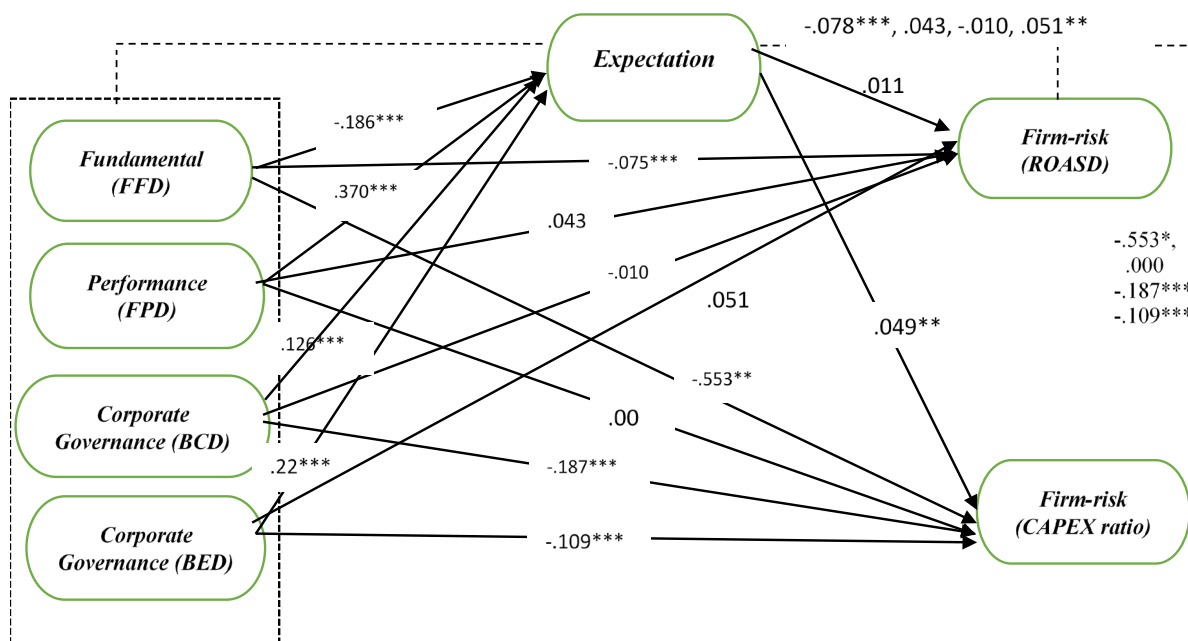 -.078***, .043, -.010, .051**
Expectation
.011
-.186***
Fundamental
(FFD)
-.075***
Firm-risk
(ROASD)
.370***
.043
-.553*,
.000
-.187***
-.109***
Performance
(FPD)
-.010
.051
.049**
.126***
-.553**
.00
Corporate
Governance (BCD)
.22***
-.187***
Firm-risk
(CAPEX ratio)
Corporate
Governance (BED)
-.109***